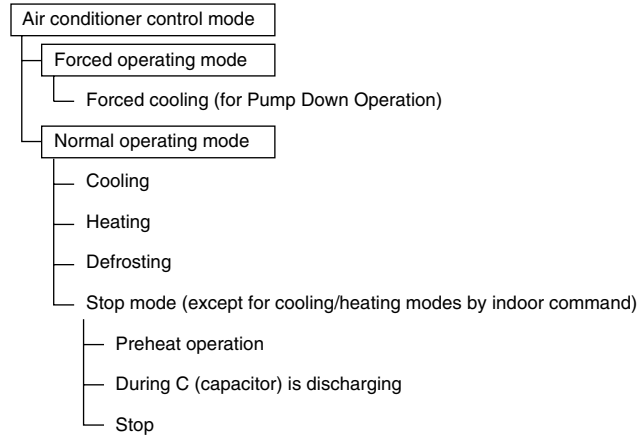 Air conditioner control mode
Forced operating mode
Forced cooling (for Pump Down Operation)
Normal operating mode
Cooling
Heating
Defrosting
Stop mode (except for cooling/heating modes by indoor command)
Preheat operation
During C (capacitor) is discharging
Stop